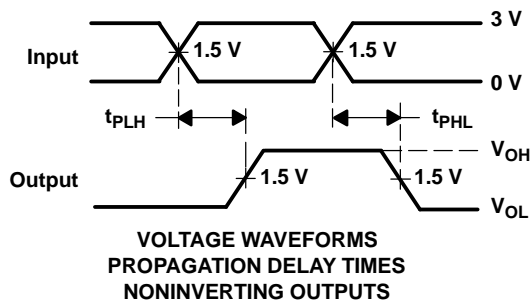 3 V
Input
1.5 V
1.5 V
0 V
tPLH
tPHL
VOH
Output
1.5 V
1.5 V
VOL
VOLTAGE WAVEFORMS
PROPAGATION DELAY TIMES
NONINVERTING OUTPUTS